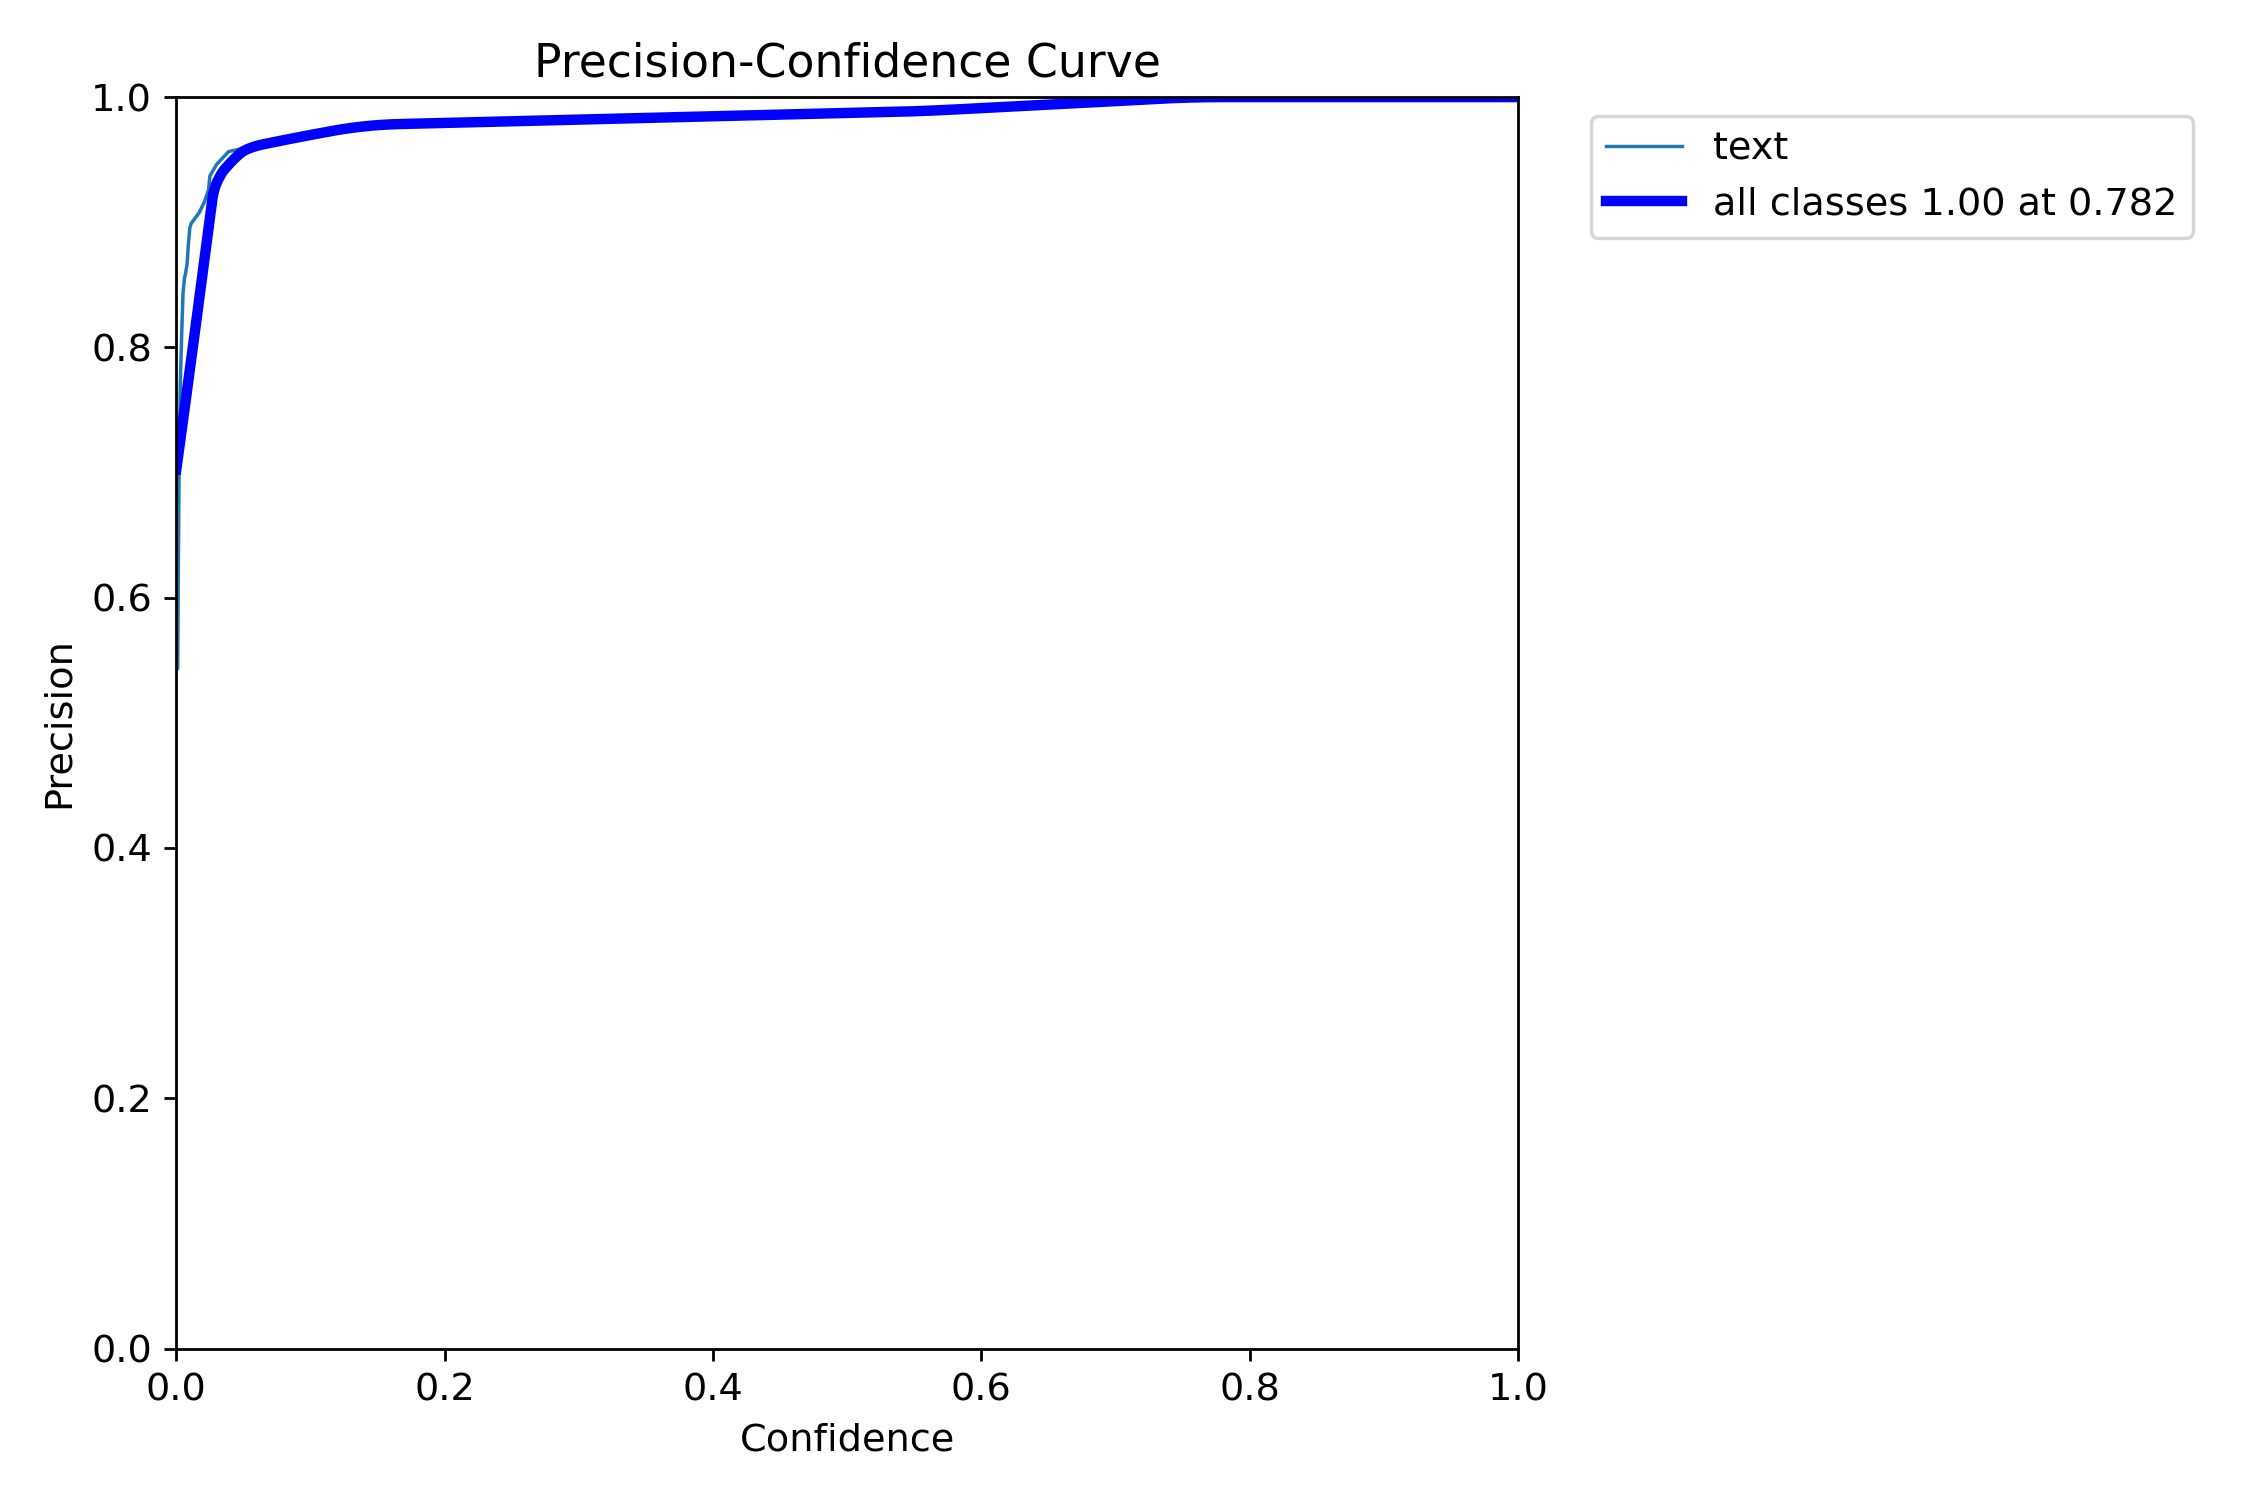 Precision-Confidence Curve
1.0
0.8
0.6
0.4
0.2
0.0
Precision
0.0 0.2 0.4 0.6 0.8 1.0
Confidence
text
all classes 1.00 at 0.782